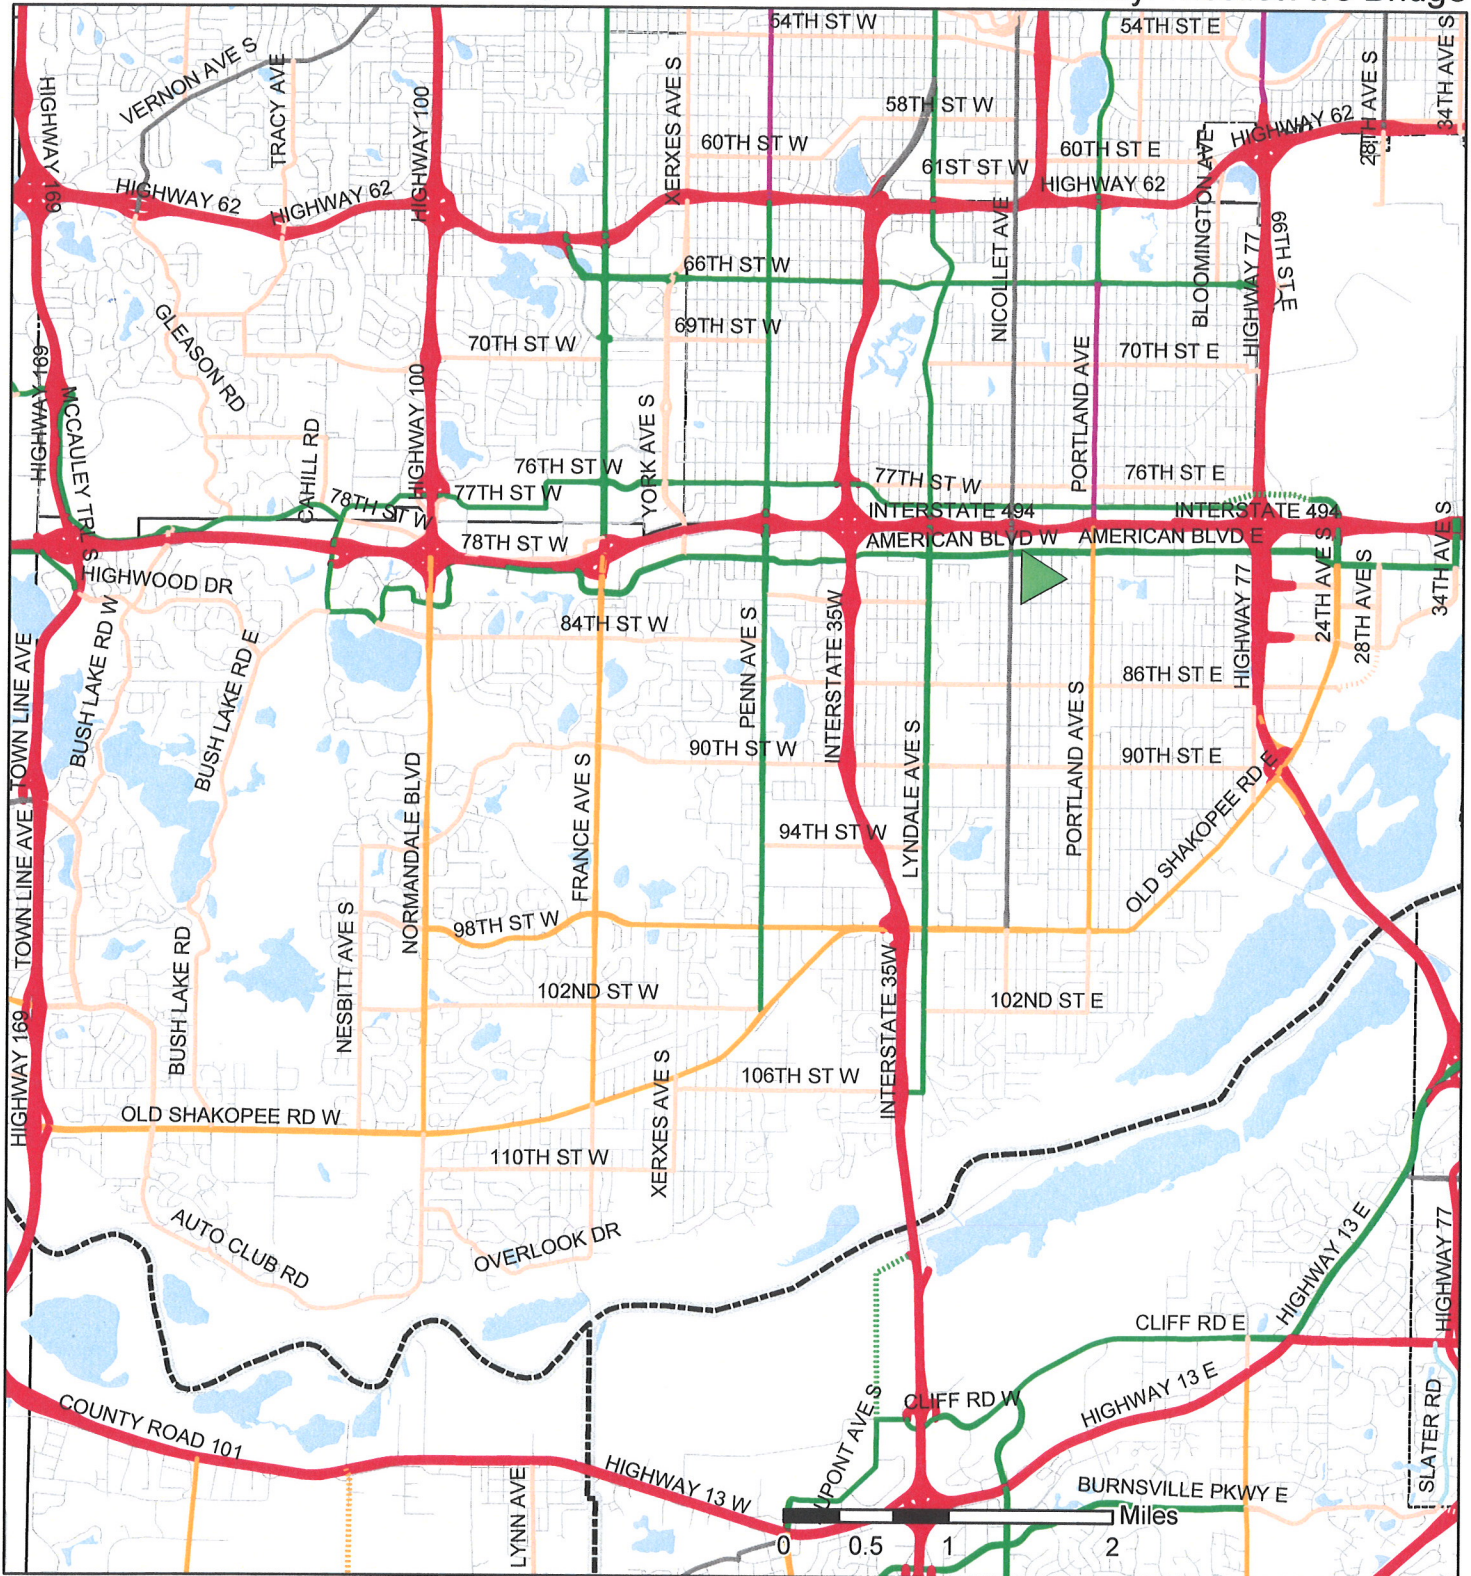 Bridge
54TH ST W
54TH ST E
34TH AVE S
VERNON AVE S
TRACY AVE
HIGHWAY 169
HIGHWAY 100
XERXES AVE S
58TH ST W
28TH AVE S
60TH ST W
61ST ST W
60TH ST E
HIGHWAY 62
BLOOMINGTON AVE
HIGHWAY 62
HIGHWAY 62
HIGHWAY 62
NICOLLET AVE
66TH ST E
66TH ST W
HIGHWAY 77
GLEASON RD
69TH ST W
70TH ST W
70TH ST E
HIGHWAY 169
MCCAULEY TRL S
HIGHWAY 100
PORTLAND AVE
CAHILL RD
YORK AVE S
76TH ST W
77TH ST W
78TH ST W
77TH ST W
76TH ST E
INTERSTATE 494
INTERSTATE 494
78TH ST W
AMERICAN BLVD W
AMERICAN BLVD E
34TH AVE S
HIGHWOOD DR
HIGHWAY 77
24TH AVE S
28TH AVE S
84TH ST W
TOWN LINE AVE
BUSH LAKE RD W
BUSH LAKE RD E
PENN AVE S
INTERSTATE 35W
86TH ST E
90TH ST W
90TH ST E
NORMANDALE BLVD
FRANCE AVE S
LYNDALE AVE S
PORTLAND AVE S
OLD SHAKOPEE RD E
94TH ST W
TOWN LINE AVE
98TH ST W
NESBITT AVE S
BUSH LAKE RD
102ND ST W
102ND ST E
INTERSTATE 35W
HIGHWAY 169
XERXES AVE S
106TH ST W
OLD SHAKOPEE RD W
110TH ST W
AUTO CLUB RD
OVERLOOK DR
HIGHWAY 13 E
HIGHWAY 77
CLIFF RD E
CLIFF RD W
HIGHWAY 13 E
SLATER RD
COUNTY ROAD 101
UPONT AVE S
HIGHWAY 13 W
LYNN AVE
BURNSVILLE PKWY E
Miles
0 0.5 1 2